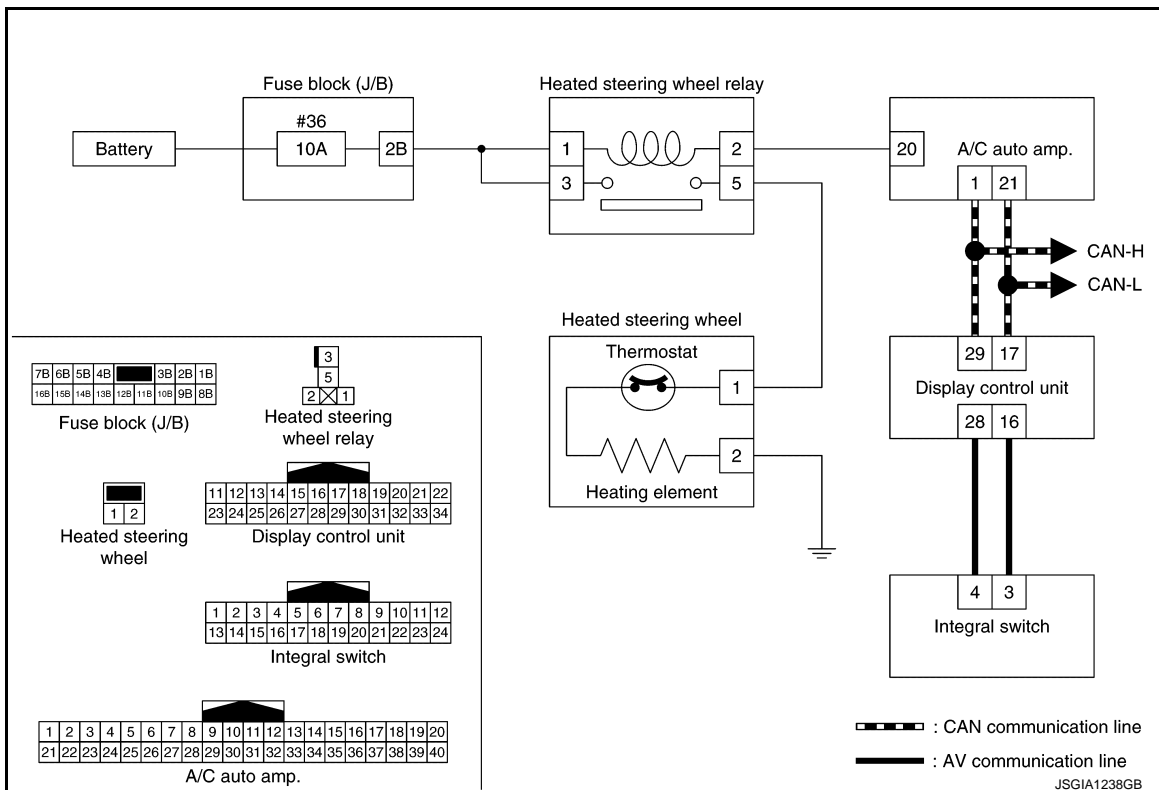 Fuse block (J/B)
Heated steering wheel relay
#36
Battery
10A
2B
1
2
20
A/C auto amp.
3
5
1
21
CAN-H
CAN-L
Heated steering wheel
Thermostat
1
2
Heating element
29
17
Display control unit
28
16
4
3
Integral switch
7B 6B 5B 4B 3B 2B 1B
16B 15B 14B 13B 12B 11B 10B 9B 8B
Fuse block (J/B)
3
5
2 1
Heated steering
wheel relay
1 2
Heated steering
wheel
11 12 13 14 15 16 17 18 19 20 21 22
23 24 25 26 27 28 29 30 31 32 33 34
Display control unit
1 2 3 4 5 6 7 8 9 10 11 12
13 14 15 16 17 18 19 20 21 22 23 24
Integral switch
1 2 3 4 5 6 7 8 9 10 11 12 13 14 15 16 17 18 19 20
21 22 23 24 25 26 27 28 29 30 31 32 33 34 35 36 37 38 39 40
A/C auto amp.
: CAN communication line
: AV communication line
JSGIA1238GB